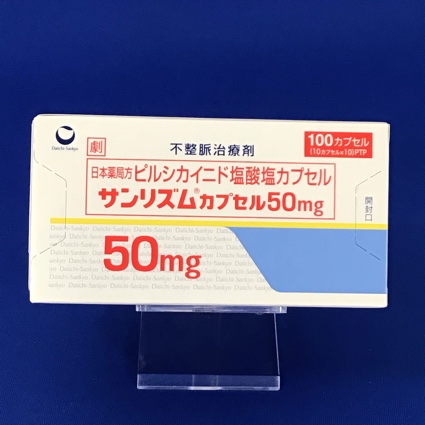 Daiichi-Sankyo
劇
不整脈治療剤
100カプセル
(10カプセル×10)PTP
日本薬局方 ピルシカイニド塩酸塩カプセル
サンリズム®カプセル50mg
開封口
50mg